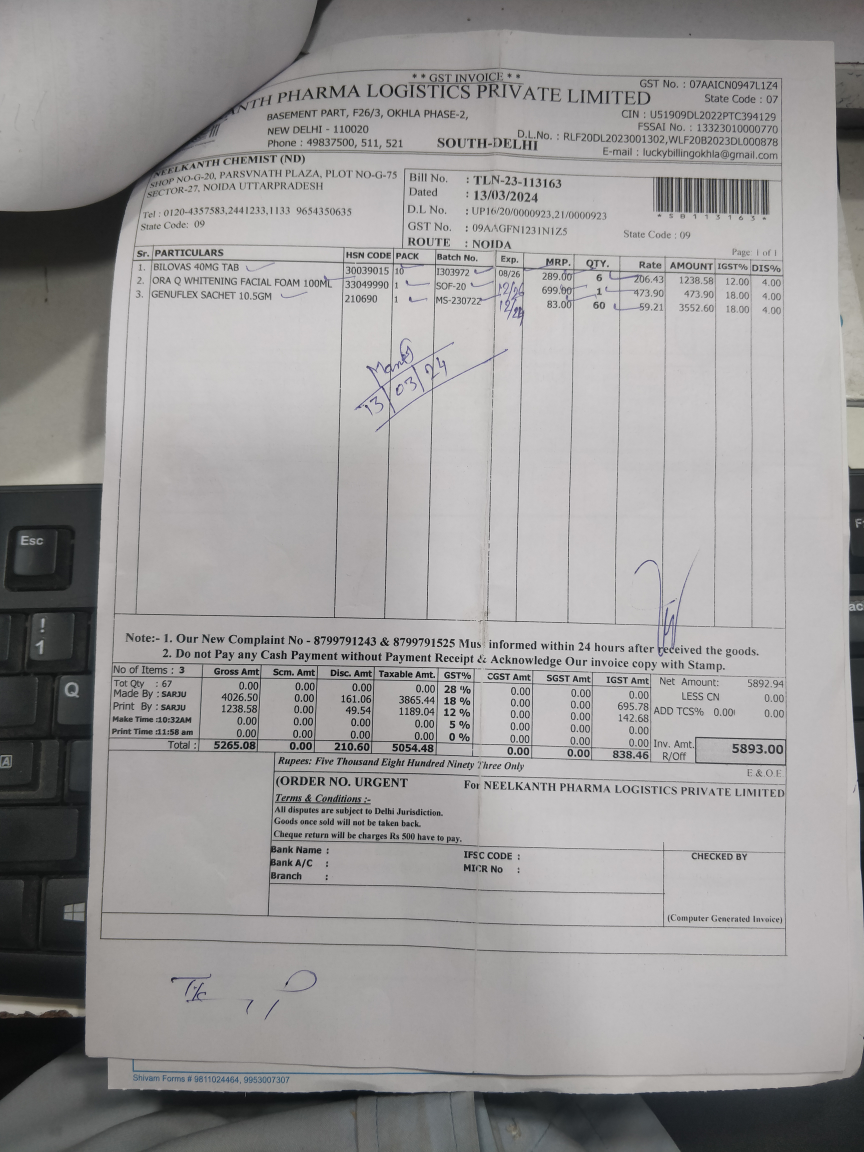 * * GST INVOICE * *
ANTH PHARMA LOGISTICS PRIVATE LIMITED
BASEMENT PART, F26/3, OKHLA PHASE-2,
NEW DELHI - 110020
Phone : 49837500, 511, 521
SOUTH-DELHI
GST No. : 07AAICN0947L1Z4
State Code : 07
CIN : U51909DL2022PTC394129
FSSAI No. : 13323010000770
D.L.No. : RLF20DL2023001302,WLF20B2023DL000878
E-mail : luckybillingokhla@gmail.com
NEELKANTH CHEMIST (ND)
SHOP NO-G-20, PARSVNATH PLAZA, PLOT NO-G-75
SECTOR-27, NOIDA UTTARPRADESH
Tel : 0120-4357583,2441233,1133 9654350635
State Code: 09
Bill No. : TLN-23-113163
Dated : 13/03/2024
D.L No. : UP16/20/0000923,21/0000923
GST No. : 09AAGFN1231N1Z5
State Code : 09
ROUTE : NOIDA
Page 1 of 1
Sr. PARTICULARS HSN CODE PACK Batch No. Exp. MRP. QTY. Rate AMOUNT IGST% DIS%
1. BILOVAS 40MG TAB 30039015 10 I303972 08/26 289.00 6 206.43 1238.58 12.00 4.00
2. ORA Q WHITENING FACIAL FOAM 100ML 33049990 1 SOF-20 12/26 699.00 1 473.90 473.90 18.00 4.00
3. GENUFLEX SACHET 10.5GM 210690 1 MS-230722 83.00 60 59.21 3552.60 18.00 4.00
13/03/24
Note:- 1. Our New Complaint No - 8799791243 & 8799791525 Mus informed within 24 hours after received the goods.
2. Do not Pay any Cash Payment without Payment Receipt & Acknowledge Our invoice copy with Stamp.
No of Items : 3
Tot Qty : 67
Made By : SARJU
Print By : SARJU
Make Time :10:32AM
Print Time :11:58 am
Gross Amt Scm. Amt Disc. Amt Taxable Amt. GST% CGST Amt SGST Amt IGST Amt
0.00 0.00 0.00 0.00 28 % 0.00 0.00 0.00
4026.50 0.00 161.06 3865.44 18 % 0.00 0.00 695.78
1238.58 0.00 49.54 1189.04 12 % 0.00 0.00 142.68
0.00 0.00 0.00 0.00 5 % 0.00 0.00 0.00
0.00 0.00 0.00 0.00 0 % 0.00 0.00 0.00
Total : 5265.08 0.00 210.60 5054.48 0.00 0.00 838.46
Net Amount: 5892.94
LESS CN 0.00
ADD TCS% 0.00 0.00
Inv. Amt. R/Off 5893.00
Rupees: Five Thousand Eight Hundred Ninety Three Only
E.& O.E
(ORDER NO. URGENT
For NEELKANTH PHARMA LOGISTICS PRIVATE LIMITED
Terms & Conditions :-
All disputes are subject to Delhi Jurisdiction.
Goods once sold will not be taken back.
Cheque return will be charges Rs 500 have to pay.
Bank Name :
Bank A/C :
Branch :
IFSC CODE :
MICR No :
CHECKED BY
(Computer Generated Invoice)
Shivam Forms # 9811024464, 9953007307
Esc
!
1
Q
A